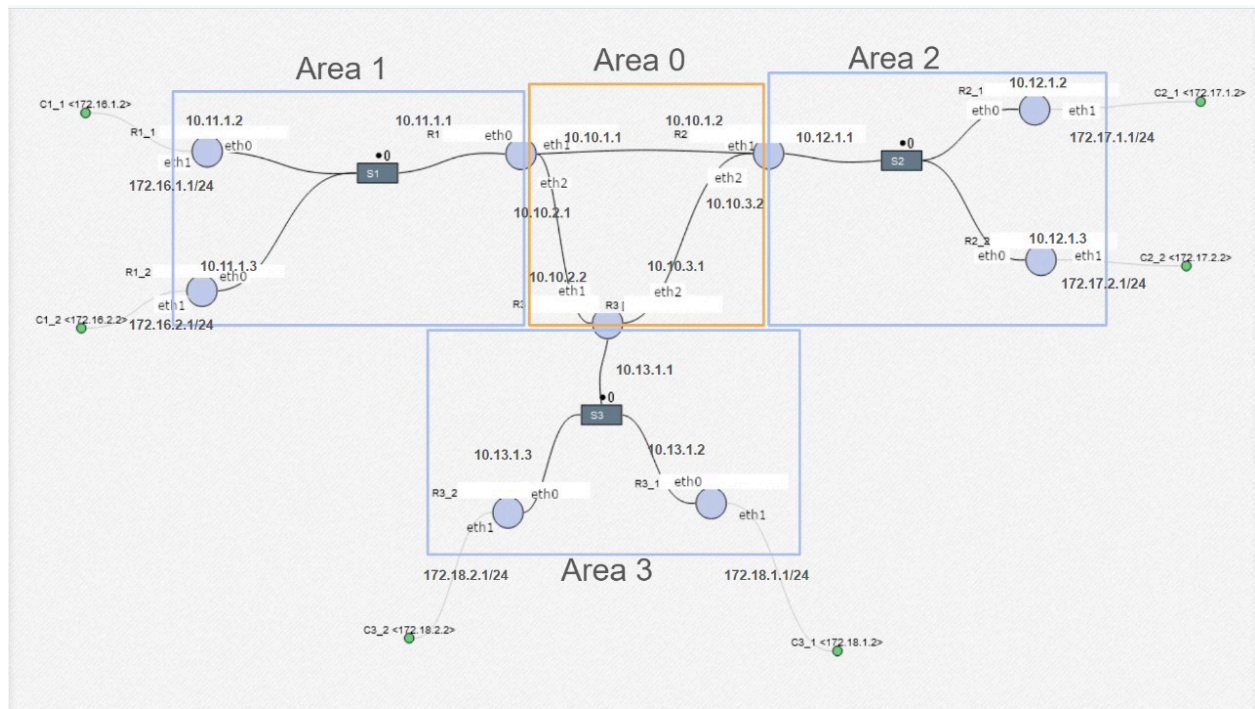 Area 1
Area 0
Area 2
C1_1 <172.16.1.2>
R1_1
10.11.1.2
eth0
eth1
172.16.1.1/24
10.11.1.1
R1
eth0
0
S1
eth1
10.10.1.1
eth2
10.10.2.1
10.10.1.2
R2
eth1
eth2
10.10.3.2
10.12.1.1
0
S2
R2_1
10.12.1.2
eth0
eth1
C2_1 <172.17.1.2>
172.17.1.1/24
R2_2
10.12.1.3
eth0
eth1
C2_2 <172.17.2.2>
172.17.2.1/24
R1_2
10.11.1.3
eth0
eth1
C1_2 <172.16.2.2>
172.16.2.1/24
10.10.2.2
eth1
10.10.3.1
eth2
R3
10.13.1.1
0
S3
10.13.1.3
R3_2
eth0
eth1
10.13.1.2
R3_1
eth0
eth1
172.18.2.1/24
Area 3
172.18.1.1/24
C3_2 <172.18.2.2>
C3_1 <172.18.1.2>